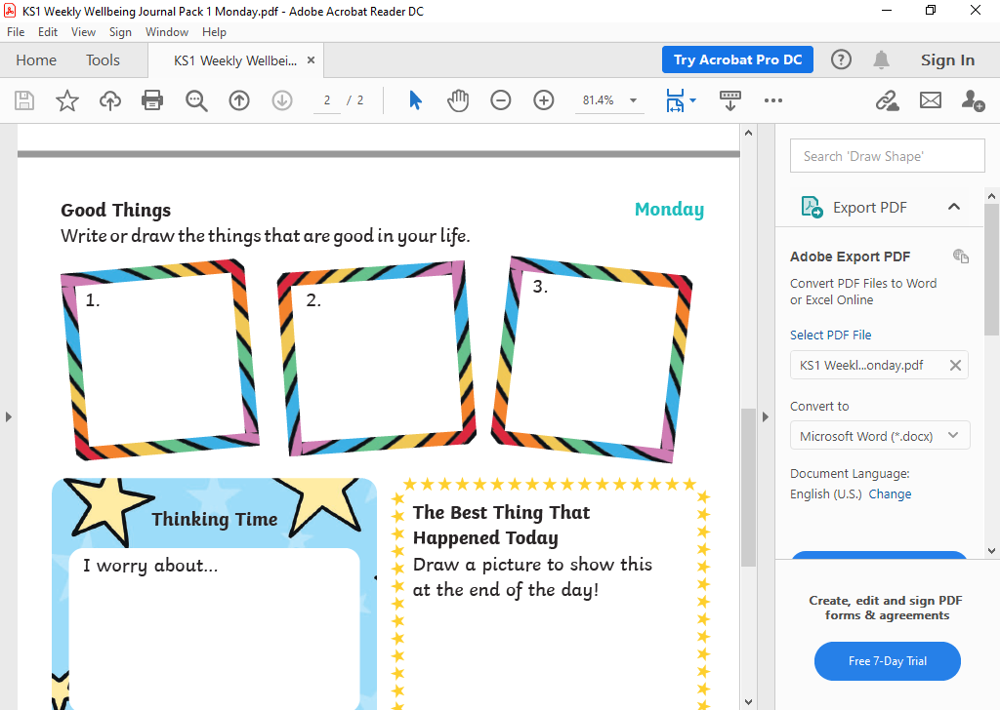 KS1 Weekly Wellbeing Journal Pack 1 Monday.pdf - Adobe Acrobat Reader DC
File Edit View Sign Window Help
Home Tools KS1 Weekly Wellbei... × Try Acrobat Pro DC ? Sign In
2 / 2 81.4%
Good Things
Monday
Write or draw the things that are good in your life.
1.
2.
3.
Thinking Time
I worry about...
The Best Thing That
Happened Today
Draw a picture to show this
at the end of the day!
Search 'Draw Shape'
Export PDF
Adobe Export PDF
Convert PDF Files to Word
or Excel Online
Select PDF File
KS1 Weekl...onday.pdf
Convert to
Microsoft Word (*.docx)
Document Language:
English (U.S.) Change
Create, edit and sign PDF
forms & agreements
Free 7-Day Trial